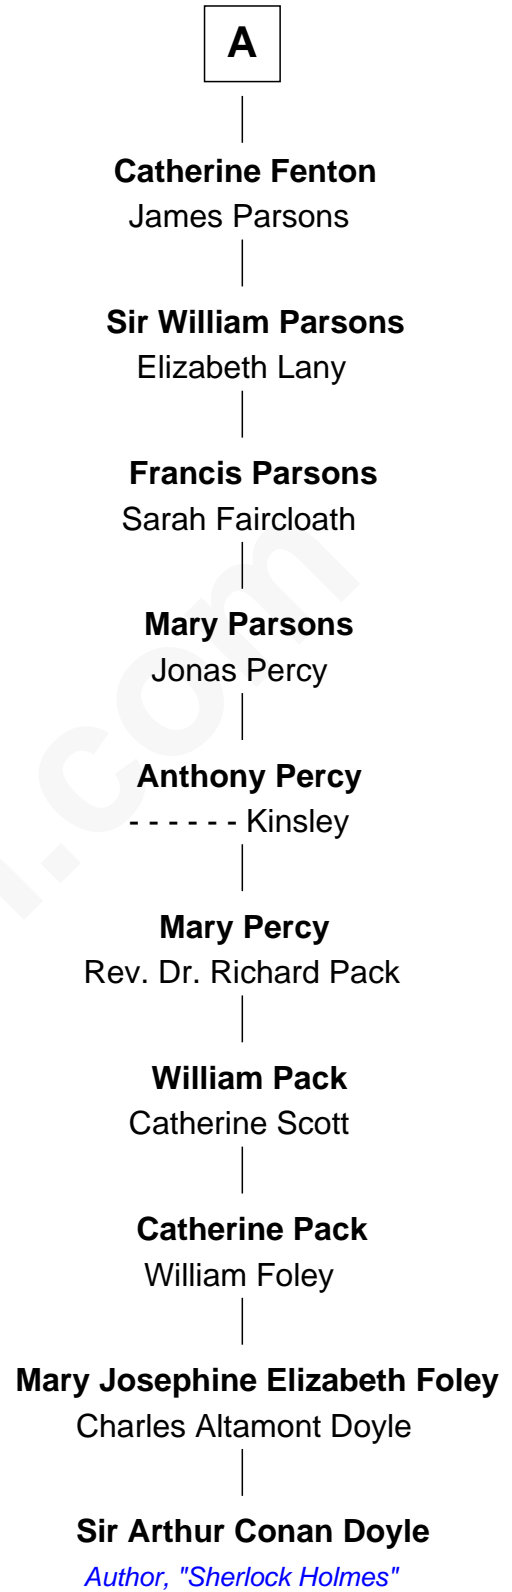 A
Catherine Fenton
James Parsons
Sir William Parsons
Elizabeth Lany
Francis Parsons
Sarah Faircloath
Mary Parsons
Jonas Percy
Anthony Percy
- - - - - - Kinsley
Mary Percy
Rev. Dr. Richard Pack
William Pack
Catherine Scott
Catherine Pack
William Foley
Mary Josephine Elizabeth Foley
Charles Altamont Doyle
Sir Arthur Conan Doyle
Author, "Sherlock Holmes"